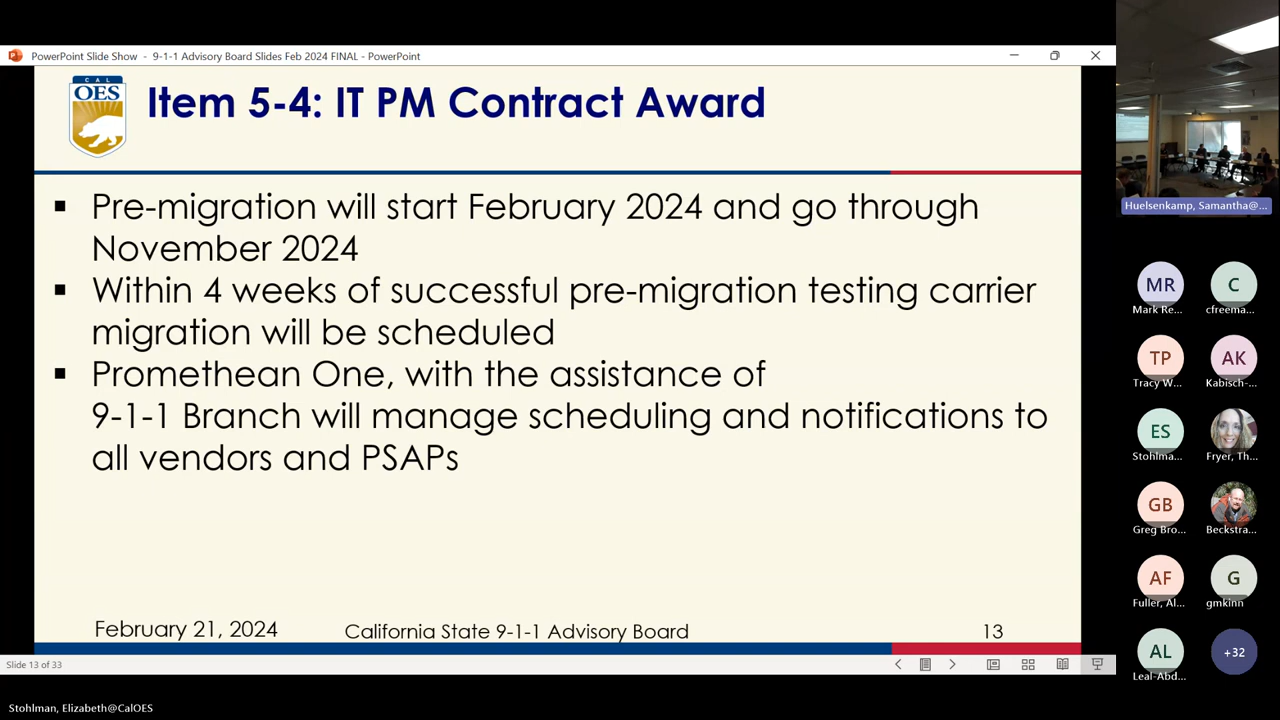 PowerPoint Slide Show - 9-1-1 Advisory Board Slides Feb 2024 FINAL - PowerPoint
CAL
OES
Item 5-4: IT PM Contract Award
▪ Pre-migration will start February 2024 and go through
November 2024
▪ Within 4 weeks of successful pre-migration testing carrier
migration will be scheduled
▪ Promethean One, with the assistance of
9-1-1 Branch will manage scheduling and notifications to
all vendors and PSAPs
February 21, 2024
California State 9-1-1 Advisory Board
13
Slide 13 of 33
Stohlman, Elizabeth@CalOES
Huelsenkamp, Samantha@...
MR
Mark Re...
C
cfreema...
TP
Tracy W...
AK
Kabisch-...
ES
Stohlma...
Fryer, Th...
GB
Greg Bro...
Beckstra...
AF
Fuller, Al...
G
gmkinn
AL
Leal-Abd...
+32